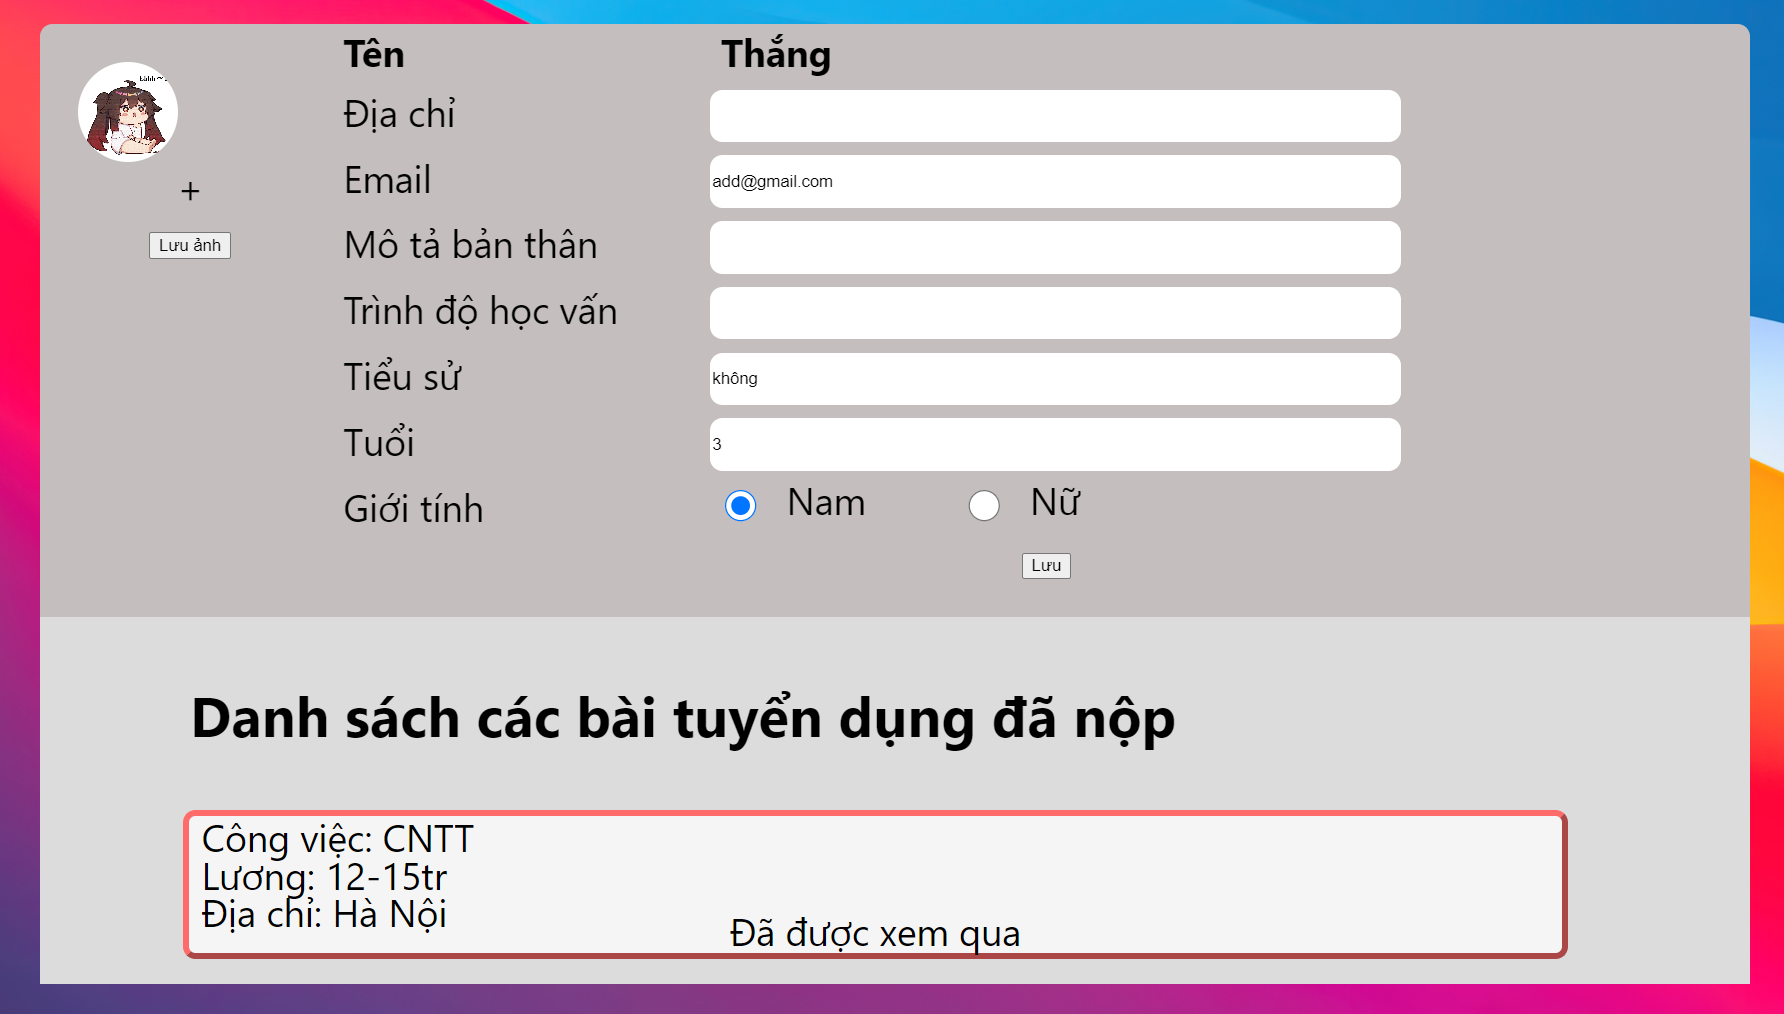 Tên Thắng
Địa chỉ
Email add@gmail.com
+
Lưu ảnh
Mô tả bản thân
Trình độ học vấn
Tiểu sử không
Tuổi 3
Giới tính Nam Nữ
Lưu
Danh sách các bài tuyển dụng đã nộp
Công việc: CNTT
Lương: 12-15tr
Địa chỉ: Hà Nội
Đã được xem qua